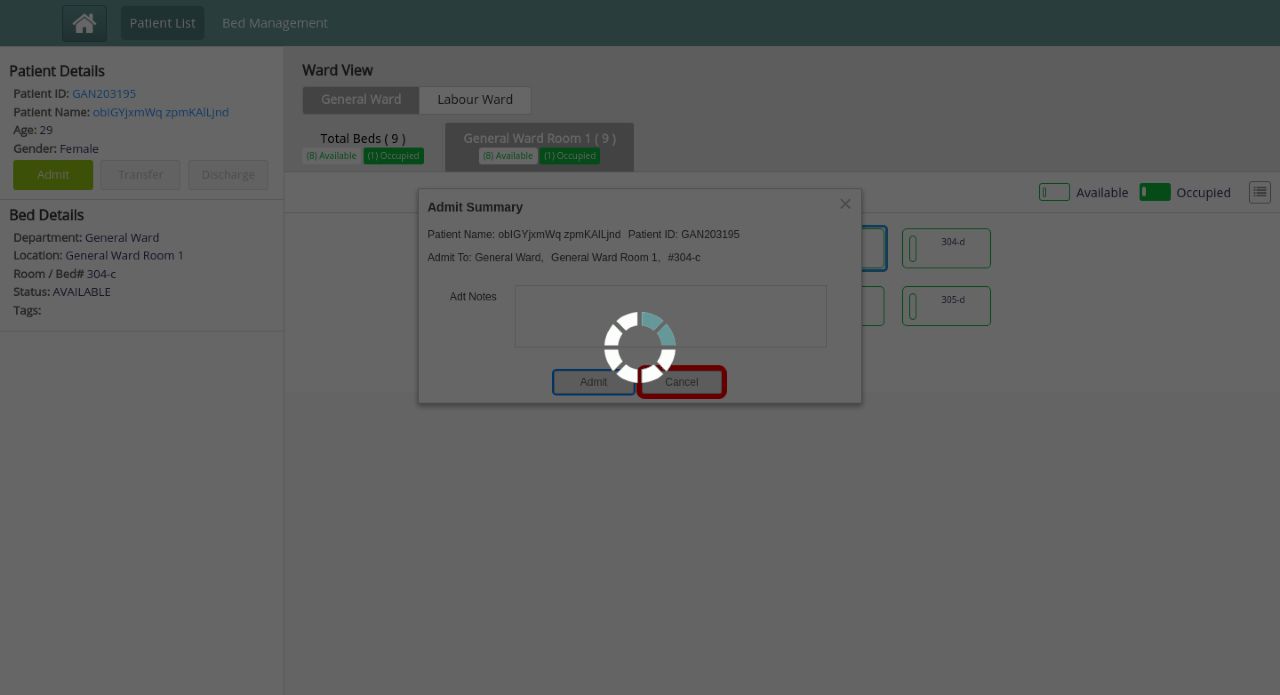 Patient List Bed Management
Patient Details
Patient ID: GAN203195
Patient Name: obIGYjxmWq zpmKAlLjnd
Age: 29
Gender: Female
Admit Transfer Discharge
Bed Details
Department: General Ward
Location: General Ward Room 1
Room / Bed# 304-c
Status: AVAILABLE
Tags:
Ward View
General Ward Labour Ward
Total Beds ( 9 ) General Ward Room 1 ( 9 )
(8) Available (1) Occupied (8) Available (1) Occupied
Available Occupied
304-d
305-d
Admit Summary
Patient Name: obIGYjxmWq zpmKAlLjnd Patient ID: GAN203195
Admit To: General Ward, General Ward Room 1, #304-c
Adt Notes
Admit Cancel